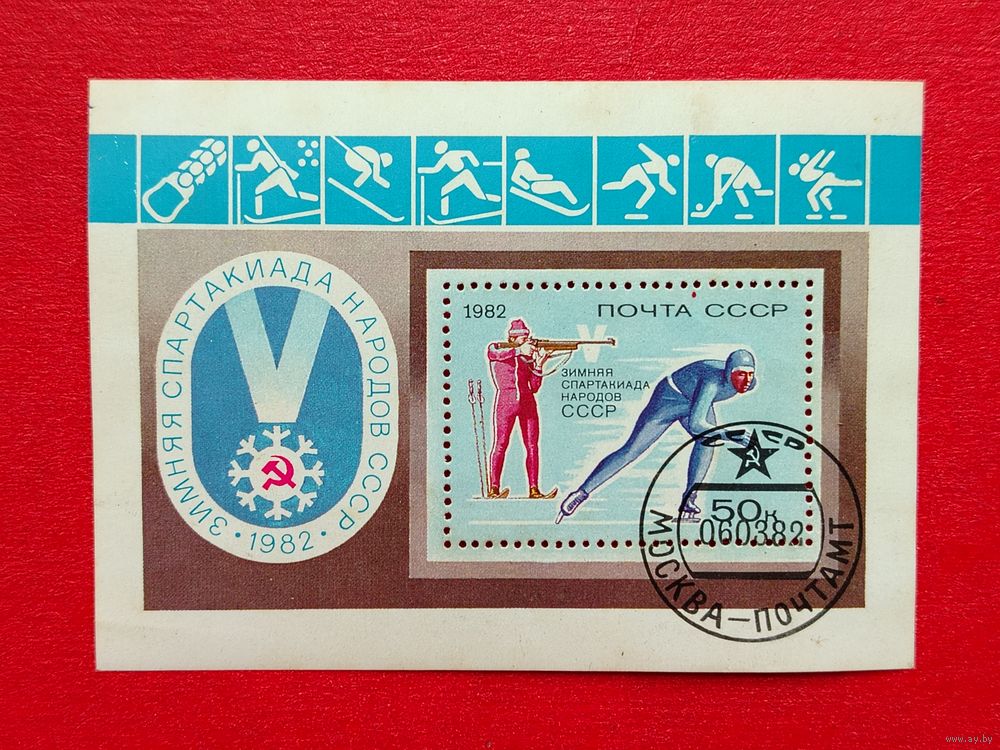 ЗИМНЯЯ СПАРТАКИАДА НАРОДОВ СССР
• 1982 •
V
1982 ПОЧТА СССР
V
ЗИМНЯЯ
СПАРТАКИАДА
НАРОДОВ
СССР
50к
СССР
060382
МОСКВА–ПОЧТАМТ
www.ay.by